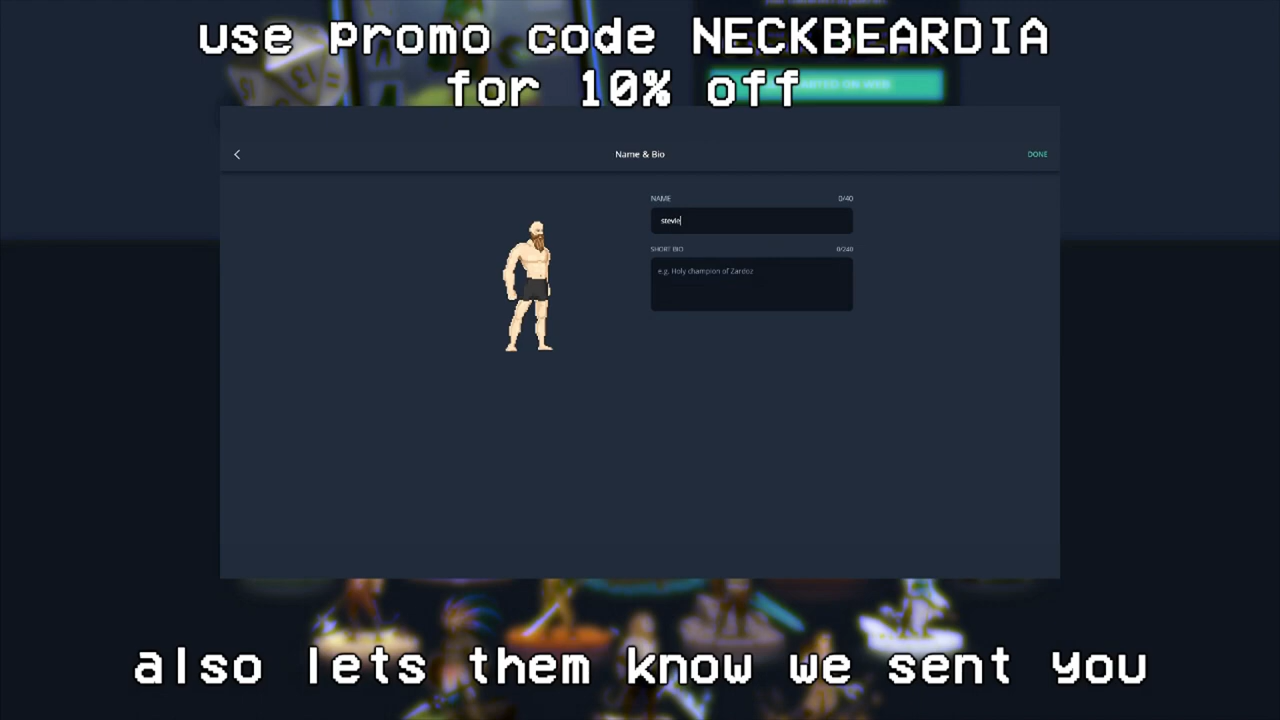 use promo code NECKBEARDIA
for 10% off
Name & Bio
DONE
NAME
0/40
stevie
SHORT BIO
0/240
e.g. Holy champion of Zardoz
also lets them know we sent you